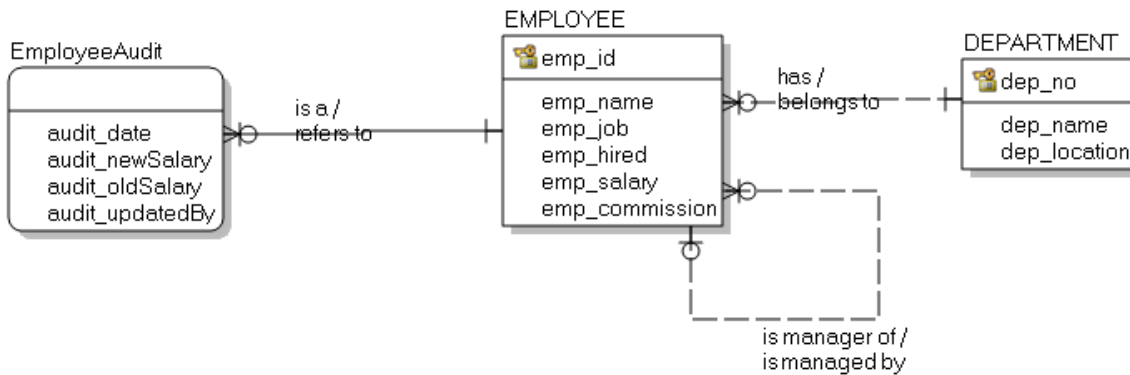 EmployeeAudit
audit_date
audit_newSalary
audit_oldSalary
audit_updatedBy
is a /
refers to
EMPLOYEE
emp_id
emp_name
emp_job
emp_hired
emp_salary
emp_commission
has /
belongs to
DEPARTMENT
dep_no
dep_name
dep_location
is manager of /
is managed by